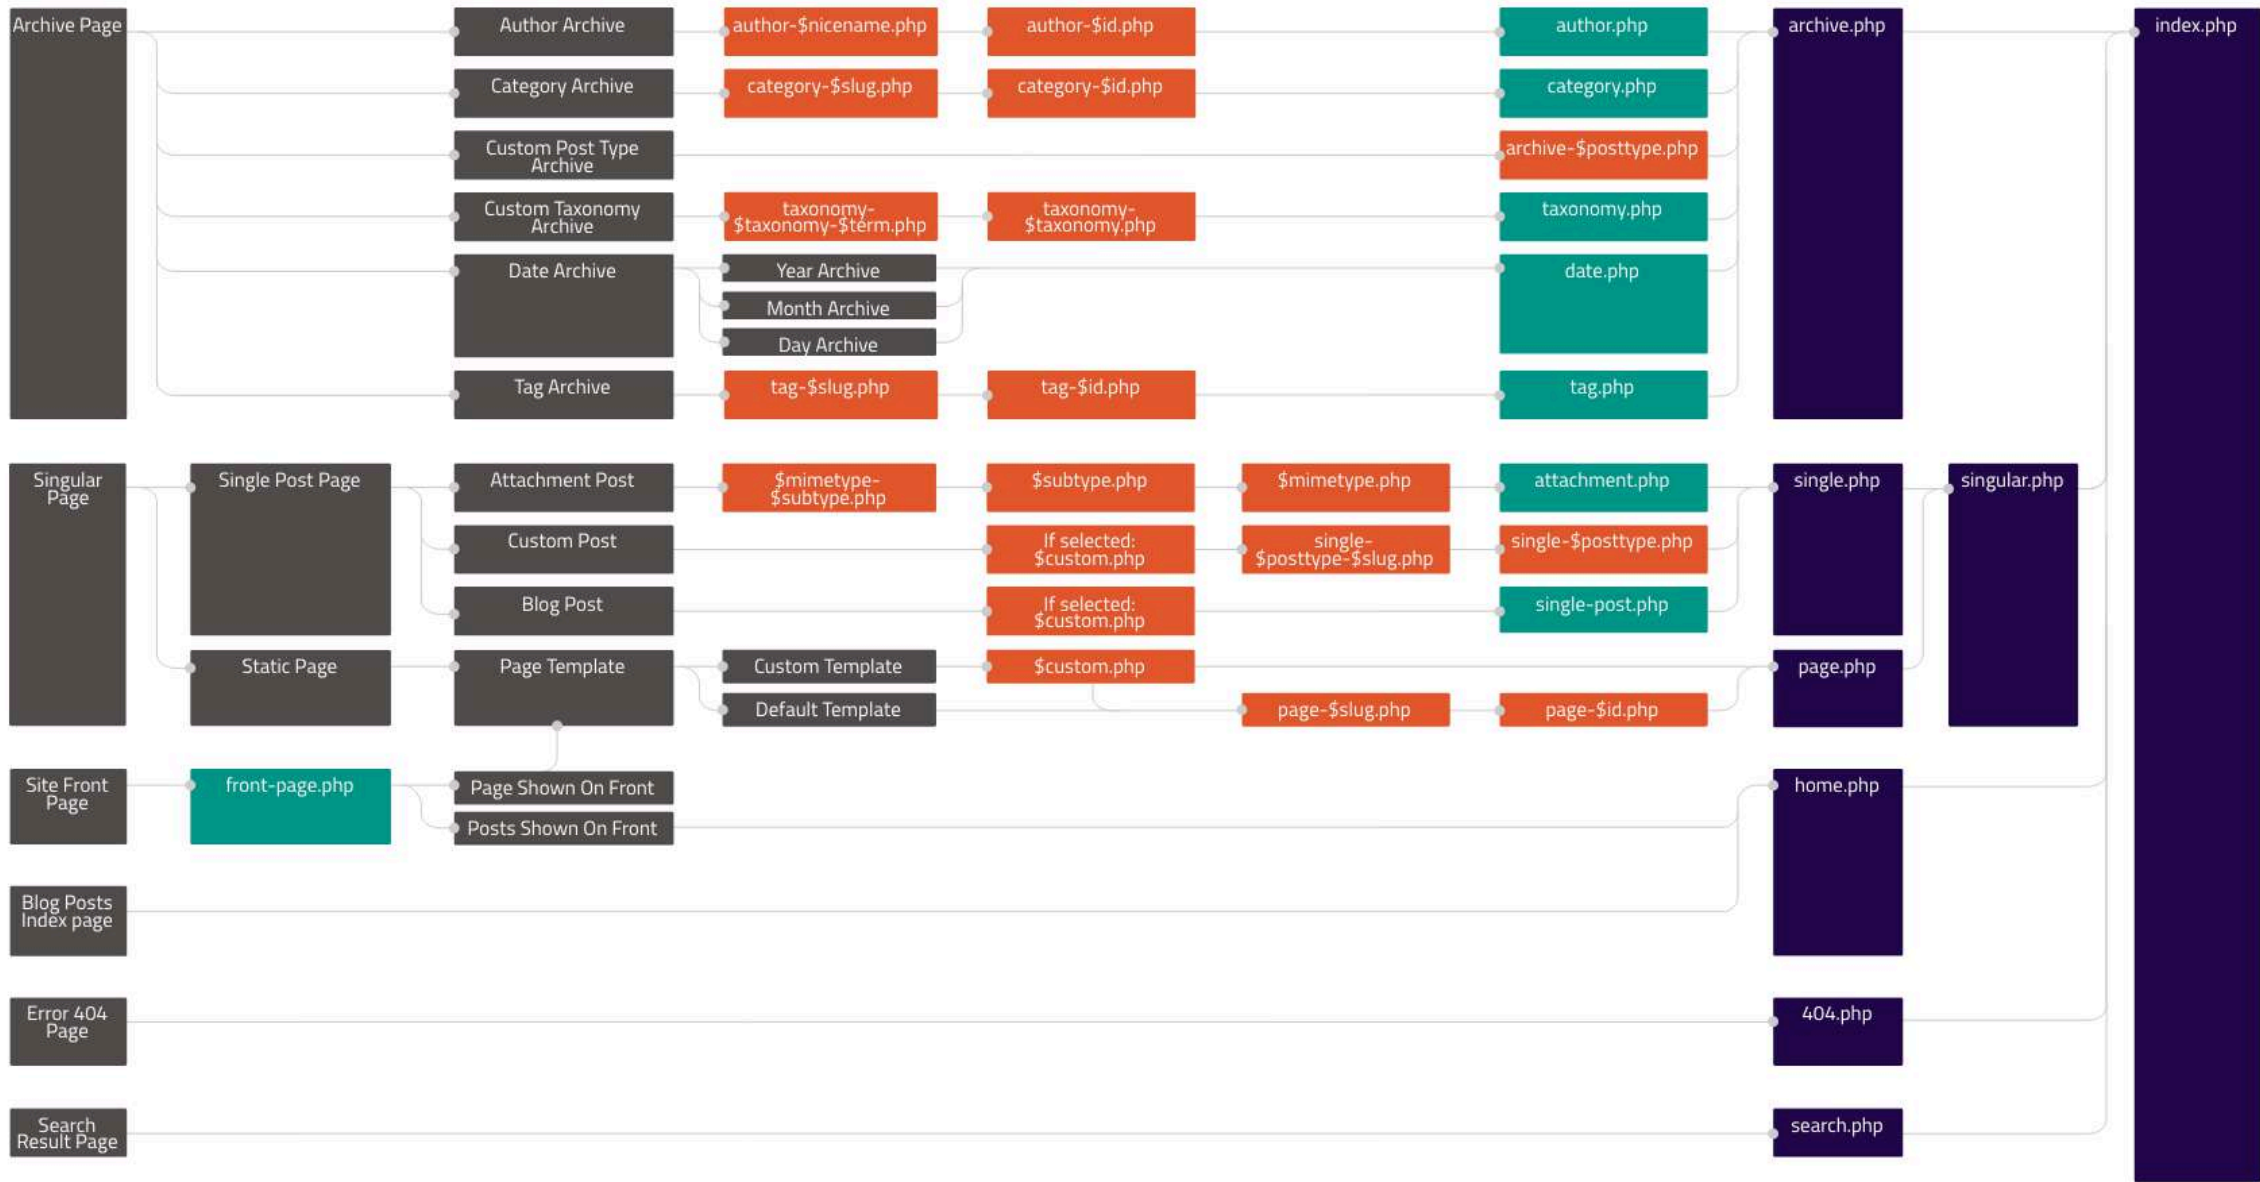 Archive Page
Author Archive
author-$nicename.php
author-$id.php
author.php
archive.php
index.php
Category Archive
category-$slug.php
category-$id.php
category.php
Custom Post Type
Archive
archive-$posttype.php
Custom Taxonomy
Archive
taxonomy-
$taxonomy-$term.php
taxonomy-
$taxonomy.php
taxonomy.php
Date Archive
Year Archive
Month Archive
Day Archive
date.php
Tag Archive
tag-$slug.php
tag-$id.php
tag.php
Singular
Page
Single Post Page
Attachment Post
$mimetype-
$subtype.php
$subtype.php
$mimetype.php
attachment.php
single.php
singular.php
Custom Post
If selected:
$custom.php
single-
$posttype-$slug.php
single-$posttype.php
Blog Post
If selected:
$custom.php
single-post.php
Static Page
Page Template
Custom Template
$custom.php
page.php
Default Template
page-$slug.php
page-$id.php
Site Front
Page
front-page.php
Page Shown On Front
Posts Shown On Front
home.php
Blog Posts
Index page
Error 404
Page
404.php
Search
Result Page
search.php